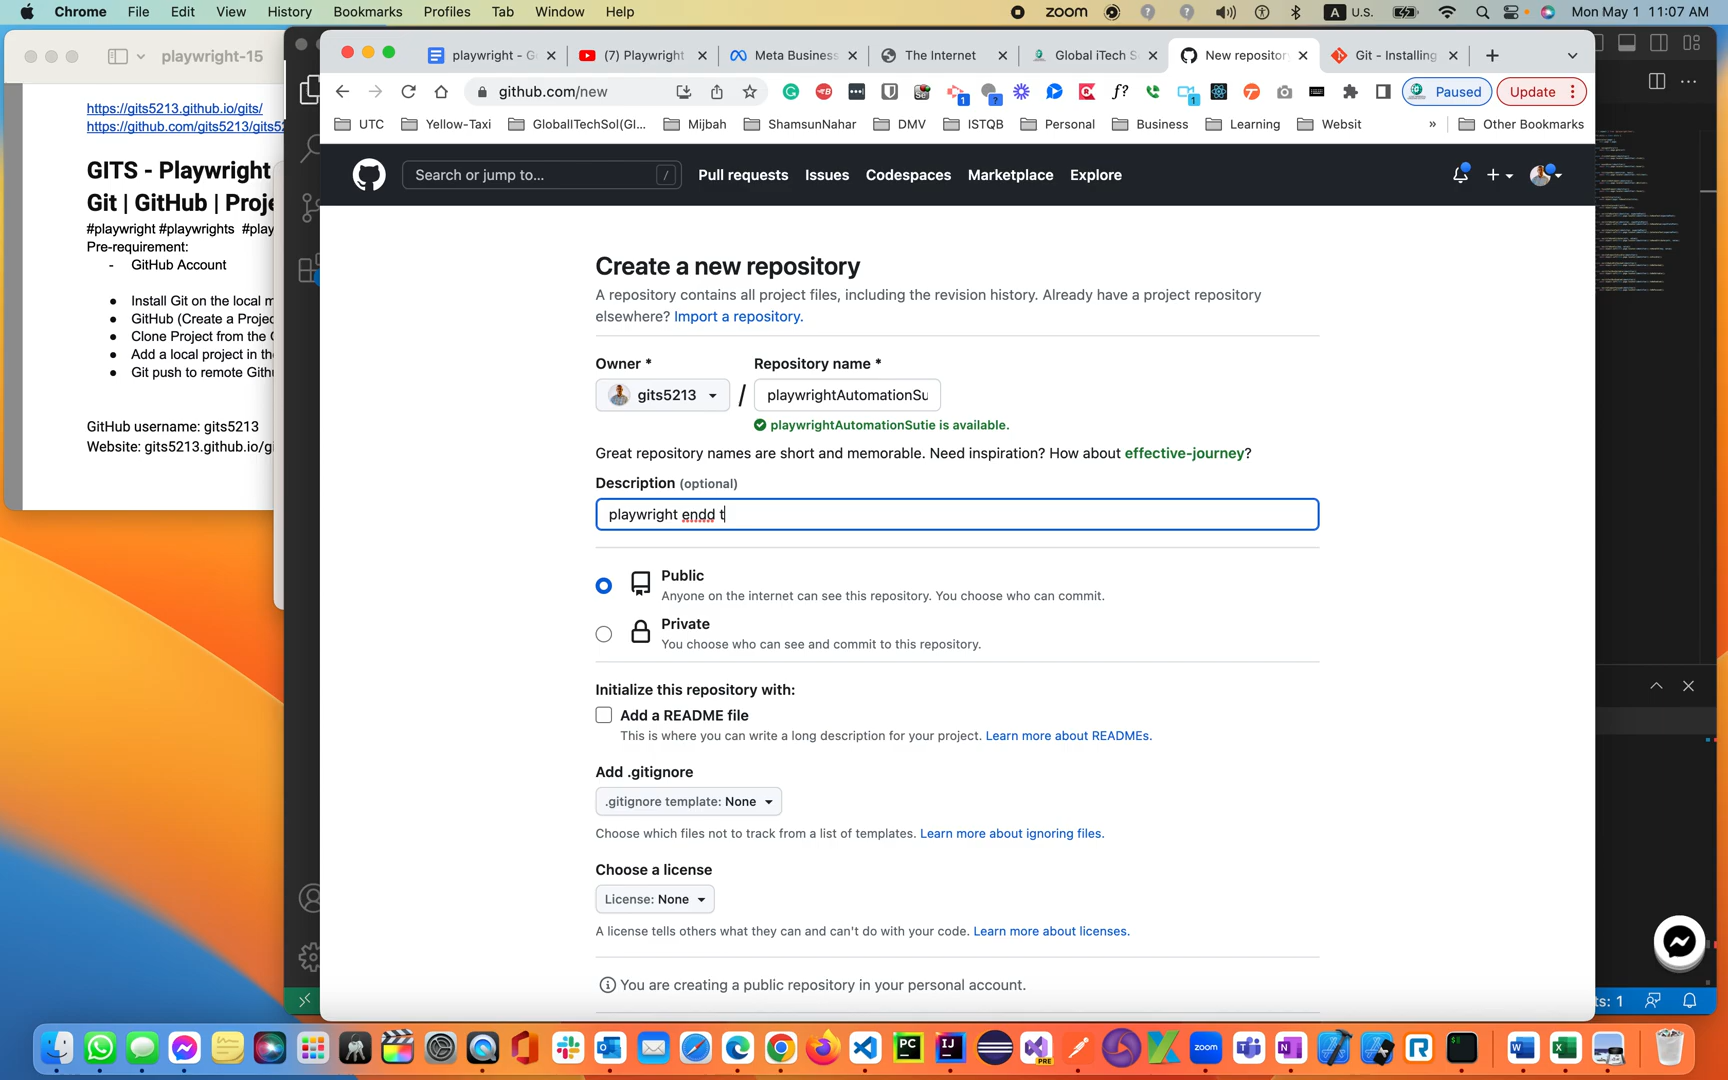 Chrome File Edit View History Bookmarks Profiles Tab Window Help
zoom A U.S. Mon May 1 11:07 AM
playwright-15
playwright - G
(7) Playwright
Meta Business
The Internet
Global iTech S
New repositor
Git - Installing
github.com/new
Paused
Update
UTC Yellow-Taxi GloballTechSol(Gl... Mijbah ShamsunNahar DMV ISTQB Personal Business Learning Websit » Other Bookmarks
https://gits5213.github.io/gits/
https://github.com/gits5213/gits5
GITS - Playwright
Git | GitHub | Proje
#playwright #playwrights #play
Pre-requirement:
- GitHub Account
● Install Git on the local m
● GitHub (Create a Projec
● Clone Project from the
● Add a local project in th
● Git push to remote Gith
GitHub username: gits5213
Website: gits5213.github.io/gi
Search or jump to... /
Pull requests Issues Codespaces Marketplace Explore
Create a new repository
A repository contains all project files, including the revision history. Already have a project repository
elsewhere? Import a repository.
Owner * Repository name *
gits5213 / playwrightAutomationSu
playwrightAutomationSutie is available.
Great repository names are short and memorable. Need inspiration? How about effective-journey?
Description (optional)
playwright endd t
Public
Anyone on the internet can see this repository. You choose who can commit.
Private
You choose who can see and commit to this repository.
Initialize this repository with:
Add a README file
This is where you can write a long description for your project. Learn more about READMEs.
Add .gitignore
.gitignore template: None
Choose which files not to track from a list of templates. Learn more about ignoring files.
Choose a license
License: None
A license tells others what they can and can't do with your code. Learn more about licenses.
You are creating a public repository in your personal account.
ts: 1
PC IJ PRE zoom N R $ W X